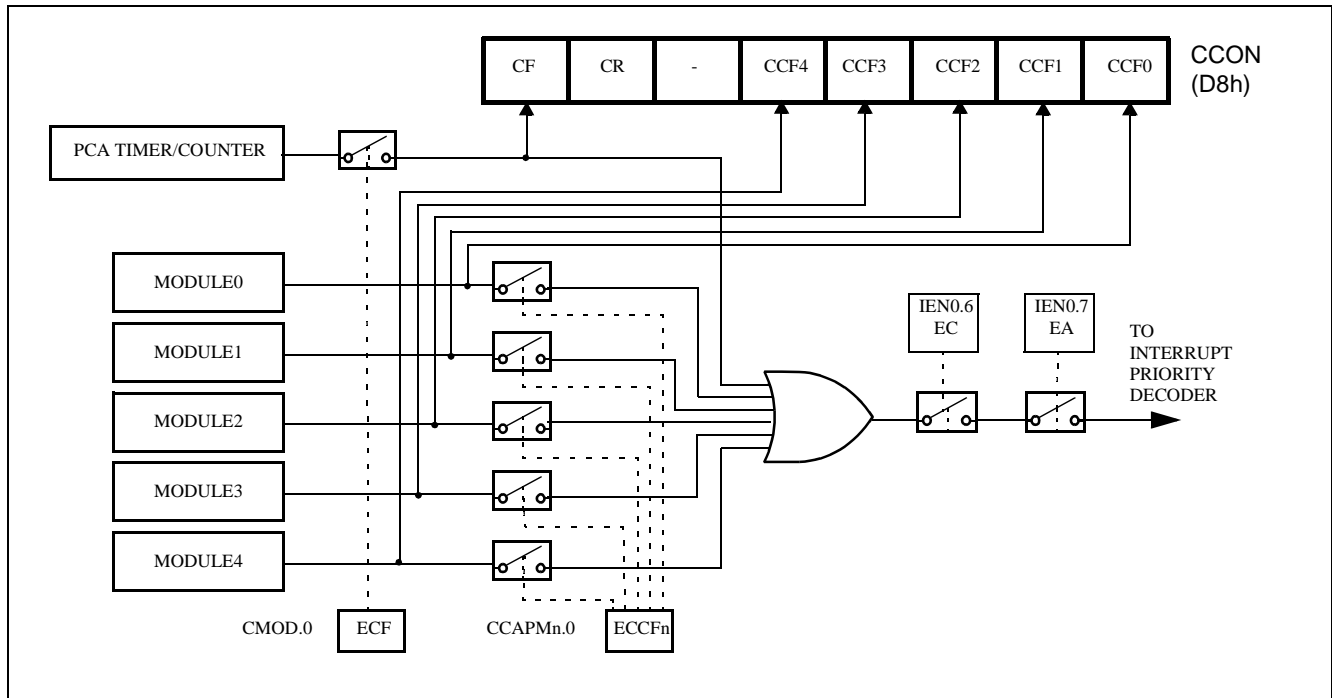 CF CR - CCF4 CCF3 CCF2 CCF1 CCF0
CCON
(D8h)
PCA TIMER/COUNTER
MODULE0
MODULE1
MODULE2
MODULE3
MODULE4
IEN0.6
EC
IEN0.7
EA
TO
INTERRUPT
PRIORITY
DECODER
CMOD.0 ECF CCAPMn.0 ECCFn